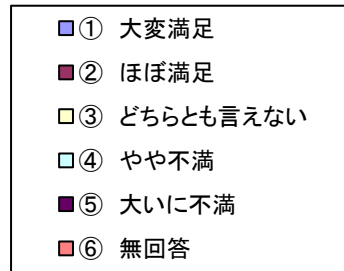 ① 大変満足
② ほぼ満足
③ どちらとも言えない
④ やや不満
⑤ 大いに不満
⑥ 無回答